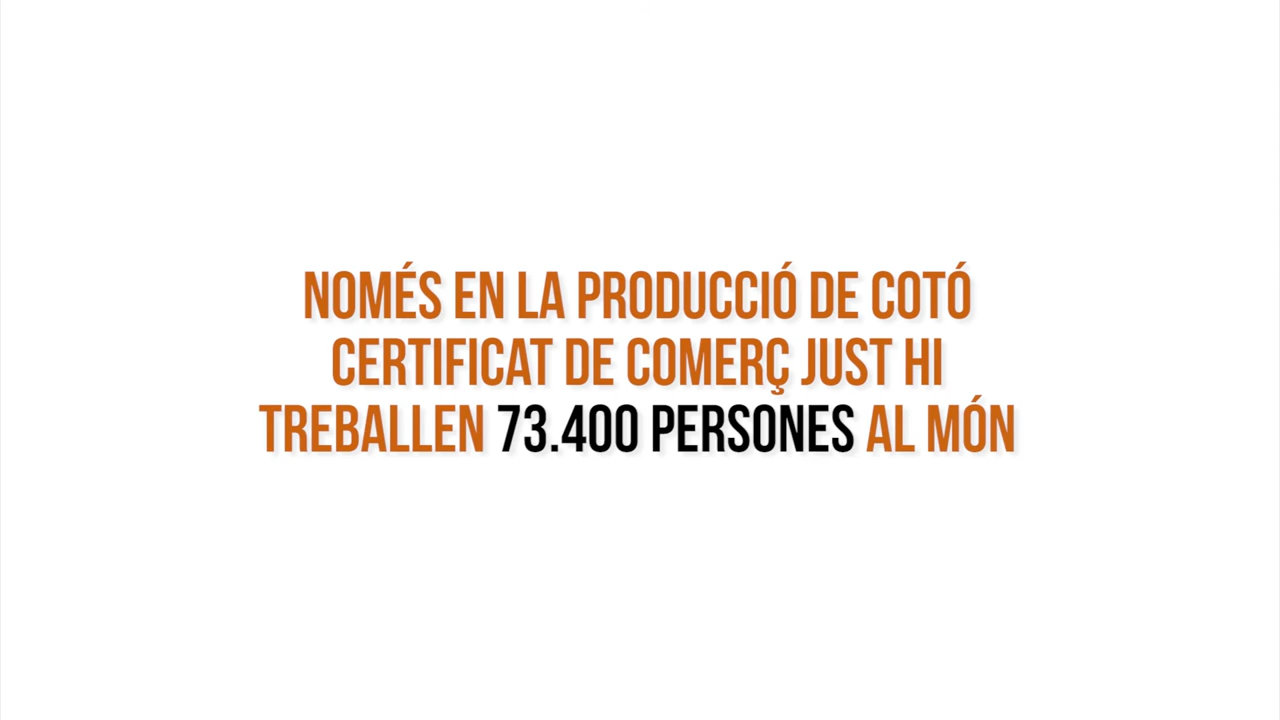 NOMÉS EN LA PRODUCCIÓ DE COTÓ
CERTIFICAT DE COMERÇ JUST HI
TREBALLEN 73.400 PERSONES AL MÓN